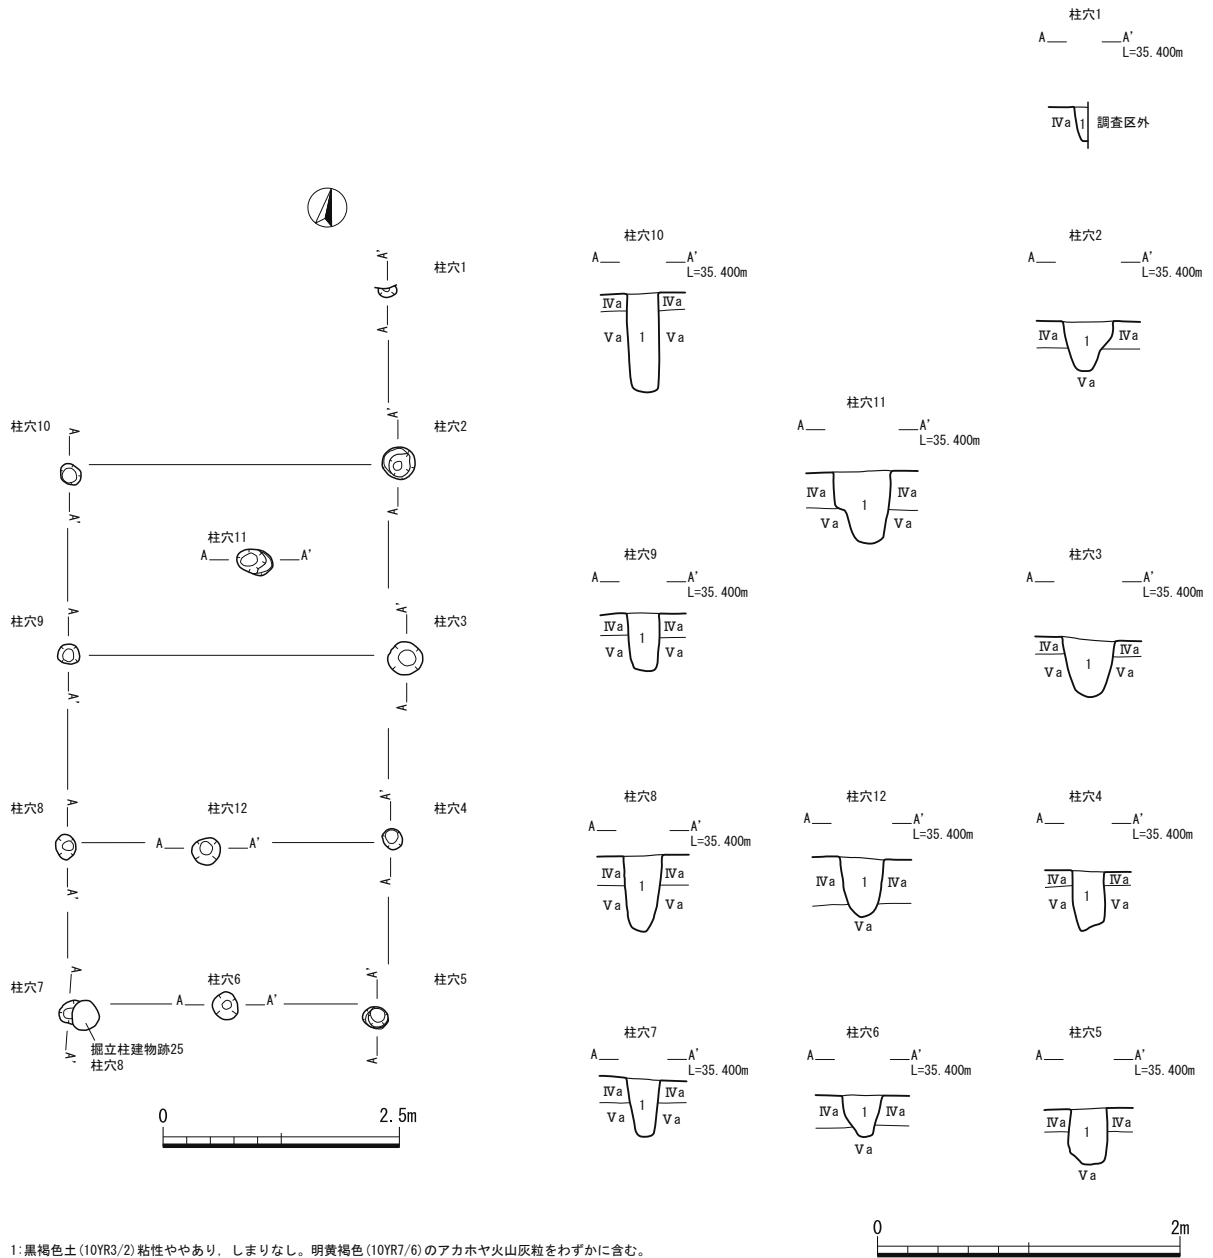 柱穴1
A A'
L=35.400m
Ⅳa 1 調査区外
A'
柱穴1
A
柱穴10
A A'
L=35.400m
Ⅳa Ⅳa
Ⅴa 1 Ⅴa
柱穴2
A A'
L=35.400m
Ⅳa 1 Ⅳa
Ⅴa
柱穴10
A
A'
A'
柱穴2
A
柱穴11
A A'
柱穴11
A A'
L=35.400m
Ⅳa 1 Ⅳa
Ⅴa Ⅴa
柱穴9
A
A'
A'
柱穴3
A
柱穴9
A A'
L=35.400m
Ⅳa 1 Ⅳa
Ⅴa Ⅴa
柱穴3
A A'
L=35.400m
Ⅳa 1 Ⅳa
Ⅴa Ⅴa
柱穴8
A
A'
柱穴12
A A'
A'
柱穴4
A
柱穴8
A A'
L=35.400m
Ⅳa 1 Ⅳa
Ⅴa Ⅴa
柱穴12
A A'
L=35.400m
Ⅳa 1 Ⅳa
Ⅴa
柱穴4
A A'
L=35.400m
Ⅳa 1 Ⅳa
Ⅴa Ⅴa
柱穴7
A
A'
掘立柱建物跡25
柱穴8
柱穴6
A A'
A'
柱穴5
A
柱穴7
A A'
L=35.400m
Ⅳa 1 Ⅳa
Ⅴa Ⅴa
柱穴6
A A'
L=35.400m
Ⅳa 1 Ⅳa
Ⅴa
柱穴5
A A'
L=35.400m
Ⅳa 1 Ⅳa
Ⅴa
0 2.5m
0 2m
1:黒褐色土(10YR3/2)粘性ややあり，しまりなし。明黄褐色(10YR7/6)のアカホヤ火山灰粒をわずかに含む。